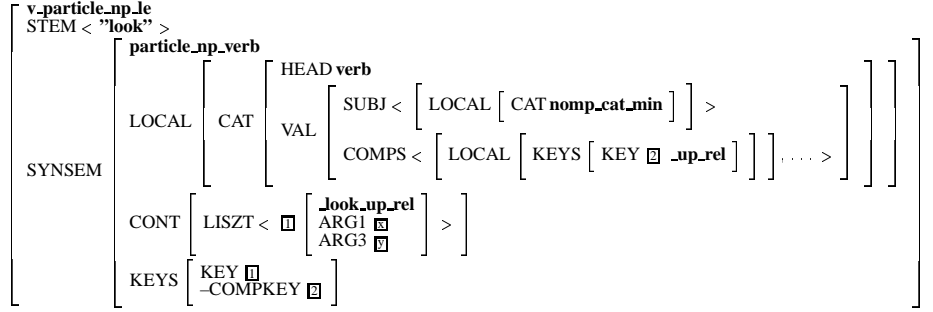 v_particle_np_le
STEM < "look" >
particle_np_verb
HEAD verb
SUBJ < [ LOCAL [ CAT nomp_cat_min ] ] >
LOCAL [ CAT [ VAL
COMPS < [ LOCAL [ KEYS [ KEY 2 _up_rel ] ] ] , . . . >
SYNSEM
_look_up_rel
CONT [ LISZT < 1 [ ARG1 x ] > ]
ARG3 y
KEYS [ KEY 1
–COMPKEY 2 ]